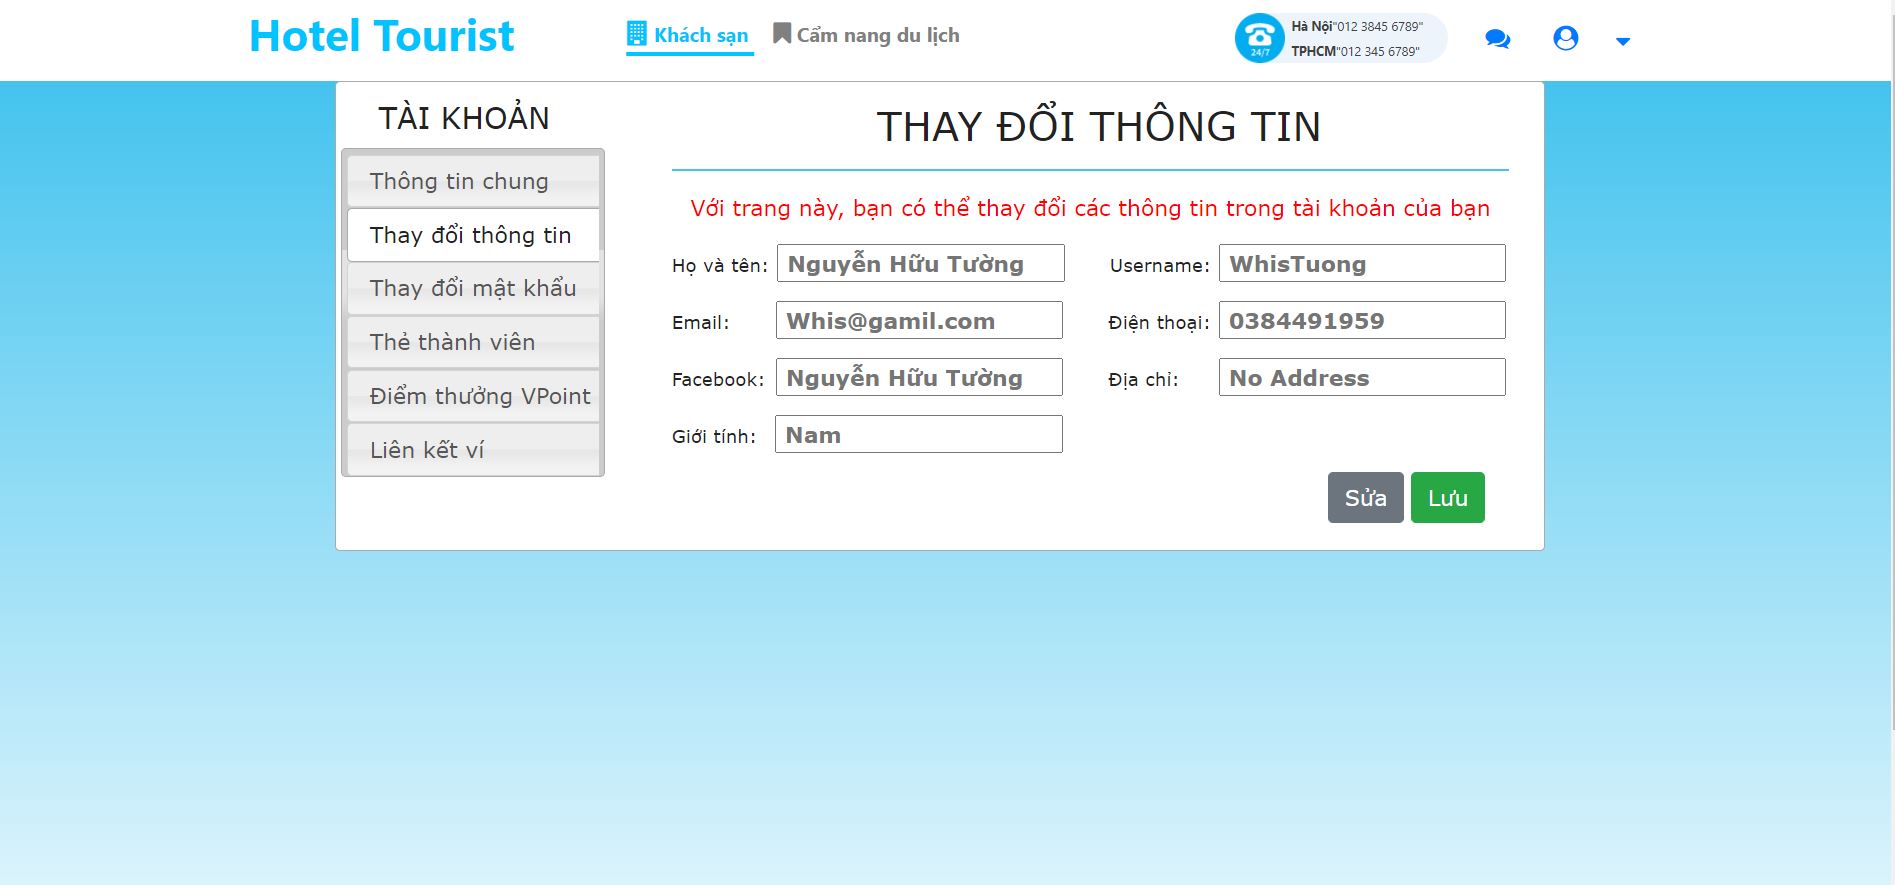 Hotel Tourist
Khách sạn
Cẩm nang du lịch
24/7
Hà Nội"012 3845 6789"
TPHCM"012 345 6789"
TÀI KHOẢN
Thông tin chung
Thay đổi thông tin
Thay đổi mật khẩu
Thẻ thành viên
Điểm thưởng VPoint
Liên kết ví
THAY ĐỔI THÔNG TIN
Với trang này, bạn có thể thay đổi các thông tin trong tài khoản của bạn
Họ và tên: Nguyễn Hữu Tường Username: WhisTuong
Email: Whis@gamil.com Điện thoại: 0384491959
Facebook: Nguyễn Hữu Tường Địa chỉ: No Address
Giới tính: Nam
Sửa Lưu